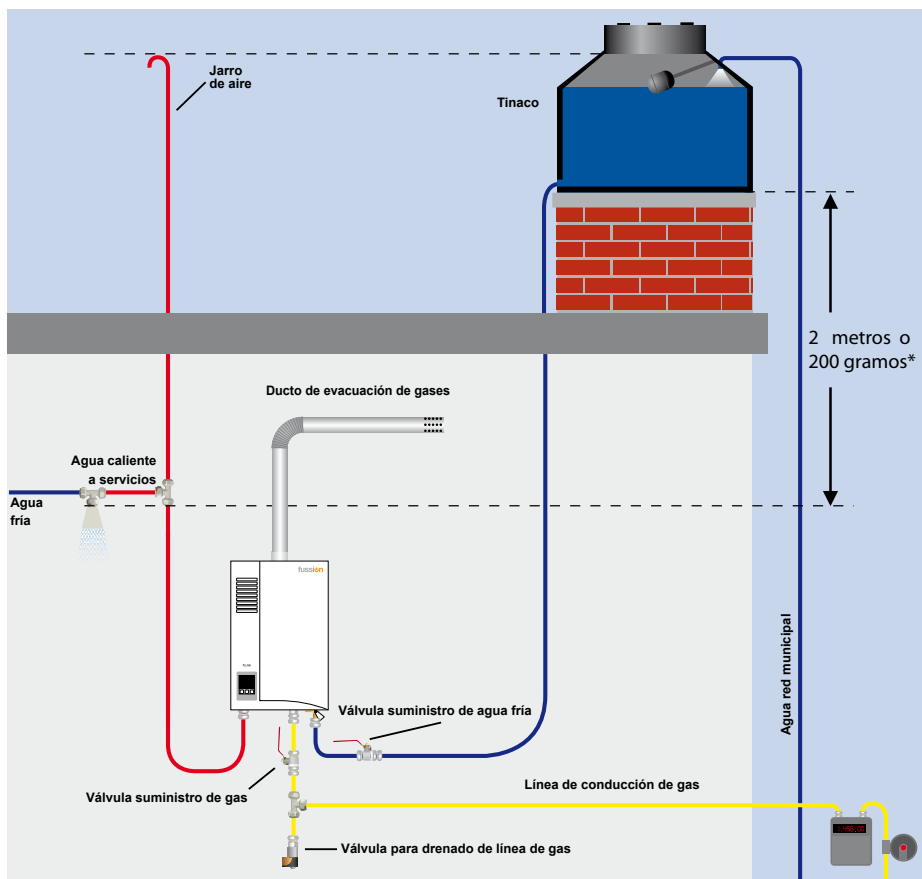 Jarro
de aire
Tinaco
2 metros o
200 gramos*
Ducto de evacuación de gases
Agua caliente
a servicios
Agua
fría
fussión
Agua red municipal
Válvula suministro de agua fría
Línea de conducción de gas
Válvula suministro de gas
Válvula para drenado de línea de gas